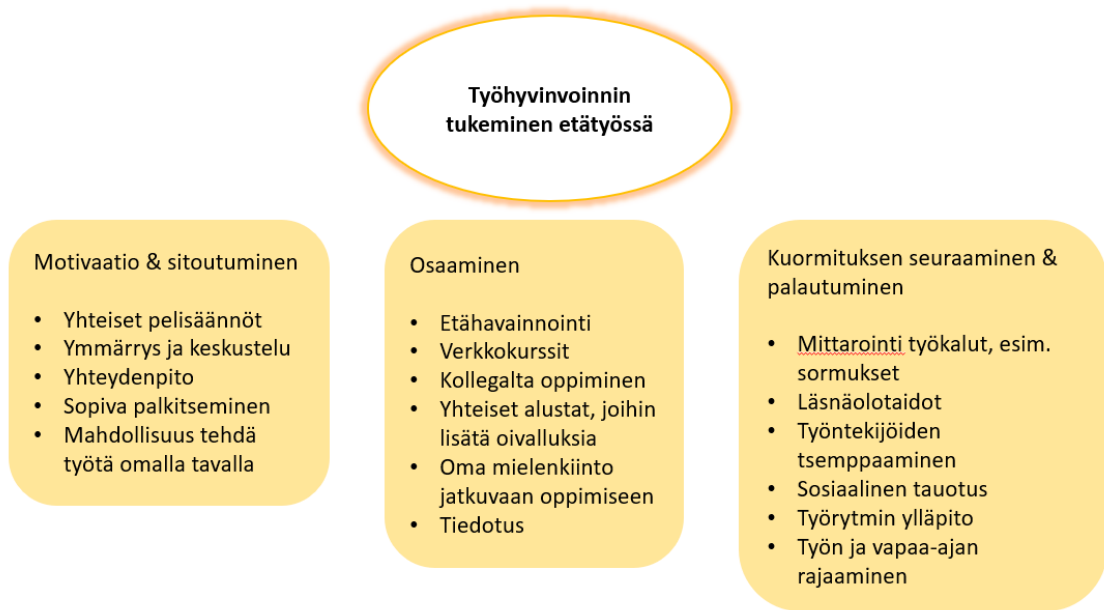 Työhyvinvoinnin
tukeminen etätyössä
Motivaatio & sitoutuminen
• Yhteiset pelisäännöt
• Ymmärrys ja keskustelu
• Yhteydenpito
• Sopiva palkitseminen
• Mahdollisuus tehdä
työtä omalla tavalla
Osaaminen
• Etähavainnointi
• Verkkokurssit
• Kollegalta oppiminen
• Yhteiset alustat, joihin
lisätä oivalluksia
• Oma mielenkiinto
jatkuvaan oppimiseen
• Tiedotus
Kuormituksen seuraaminen &
palautuminen
• Mittarointi työkalut, esim.
sormukset
• Läsnäolotaidot
• Työntekijöiden
tsemppaaminen
• Sosiaalinen tauotus
• Työrytmin ylläpito
• Työn ja vapaa-ajan
rajaaminen